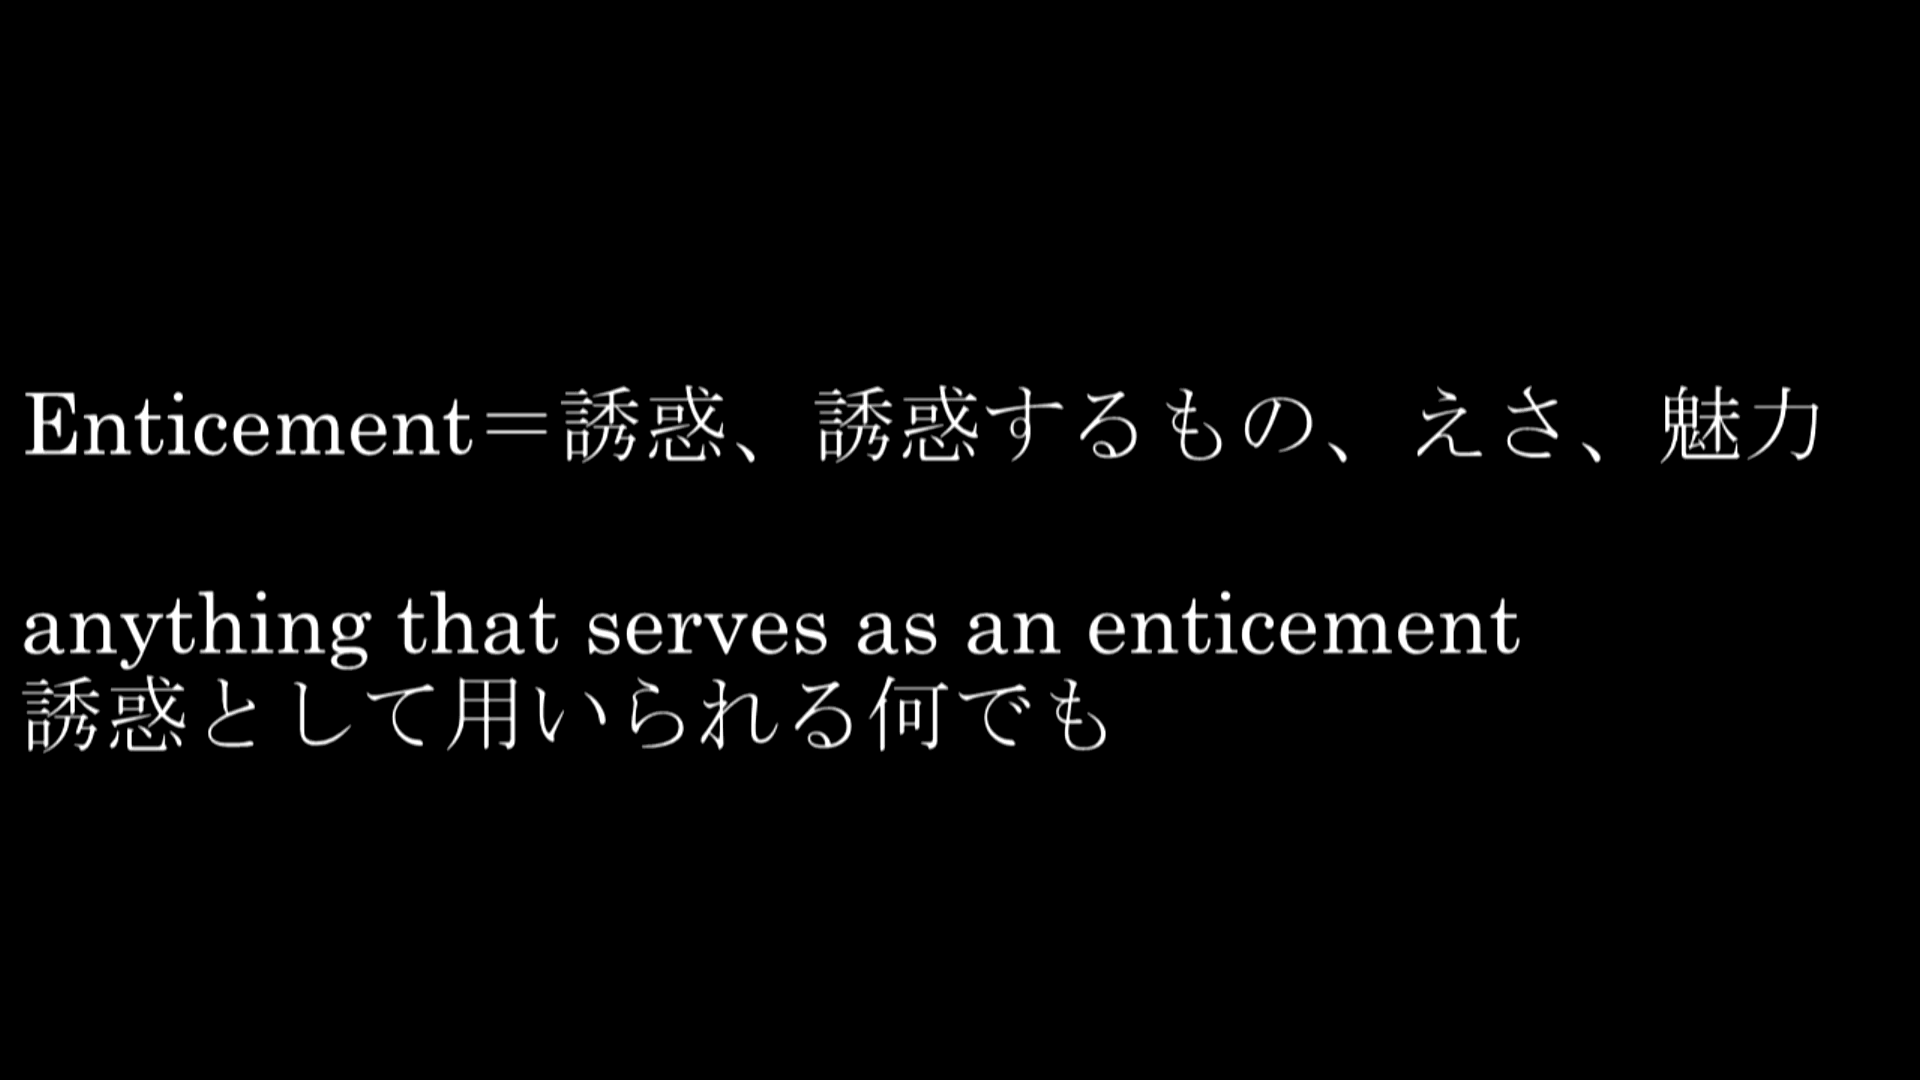 Enticement＝誘惑、誘惑するもの、えさ、魅力
anything that serves as an enticement
誘惑として用いられる何でも